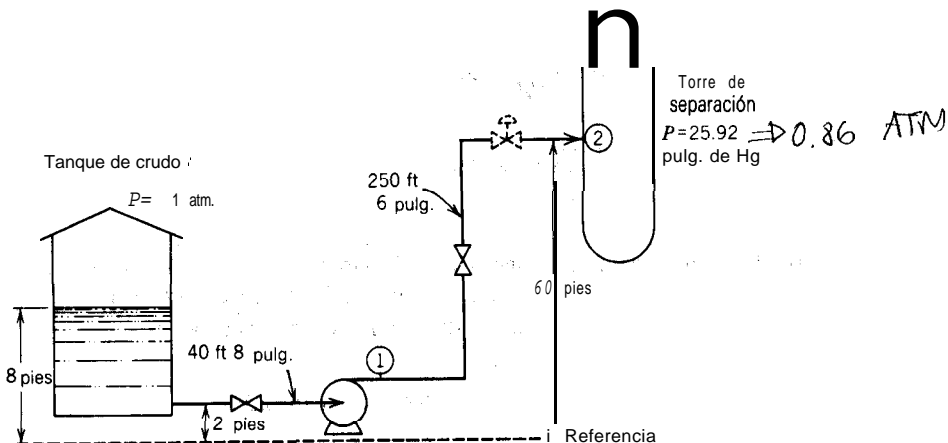 n
Torre de
separación
P=25.92 ⇒ 0.86 ATM
pulg. de Hg
Tanque de crudo
P= 1 atm.
250 ft
6 pulg.
2
60 pies
40 ft 8 pulg.
1
8 pies
2 pies
i Referencia